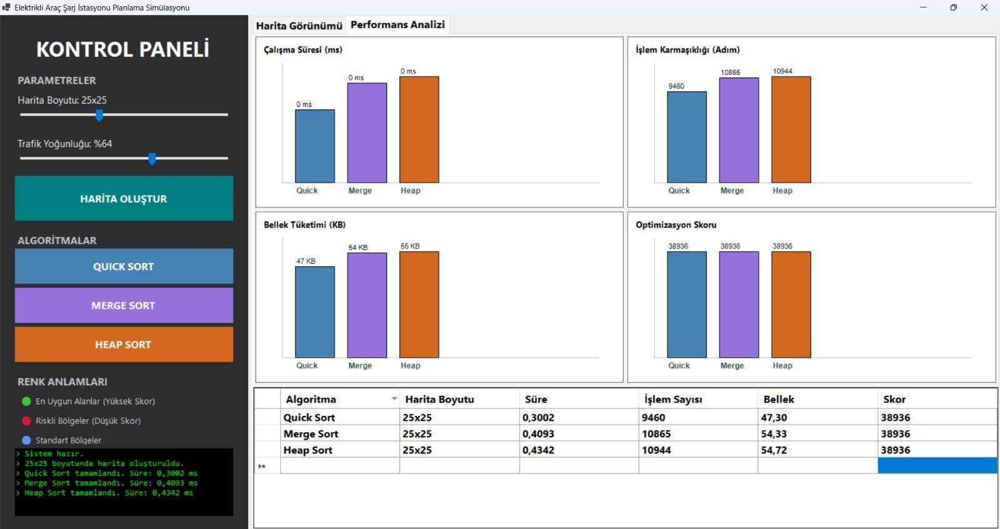 Elektrikli Araç Şarj İstasyonu Planlama Simülasyonu
KONTROL PANELİ
PARAMETRELER
Harita Boyutu: 25x25
Trafik Yoğunluğu: %64
HARİTA OLUŞTUR
ALGORİTMALAR
QUICK SORT
MERGE SORT
HEAP SORT
RENK ANLAMLARI
En Uygun Alanlar (Yüksek Skor)
Riskli Bölgeler (Düşük Skor)
Standart Bölgeler
> Sistem hazır.
> 25x25 boyutunda harita oluşturuldu.
> Quick Sort tamamlandı. Süre: 0,3002 ms
> Merge Sort tamamlandı. Süre: 0,4093 ms
> Heap Sort tamamlandı. Süre: 0,4342 ms
Harita Görünümü Performans Analizi
Çalışma Süresi (ms)
0 ms 0 ms 0 ms
Quick Merge Heap
İşlem Karmaşıklığı (Adım)
9460 10865 10944
Quick Merge Heap
Bellek Tüketimi (KB)
47 KB 54 KB 55 KB
Quick Merge Heap
Optimizasyon Skoru
38936 38936 38936
Quick Merge Heap
Algoritma Harita Boyutu Süre İşlem Sayısı Bellek Skor
Quick Sort 25x25 0,3002 9460 47,30 38936
Merge Sort 25x25 0,4093 10865 54,33 38936
Heap Sort 25x25 0,4342 10944 54,72 38936